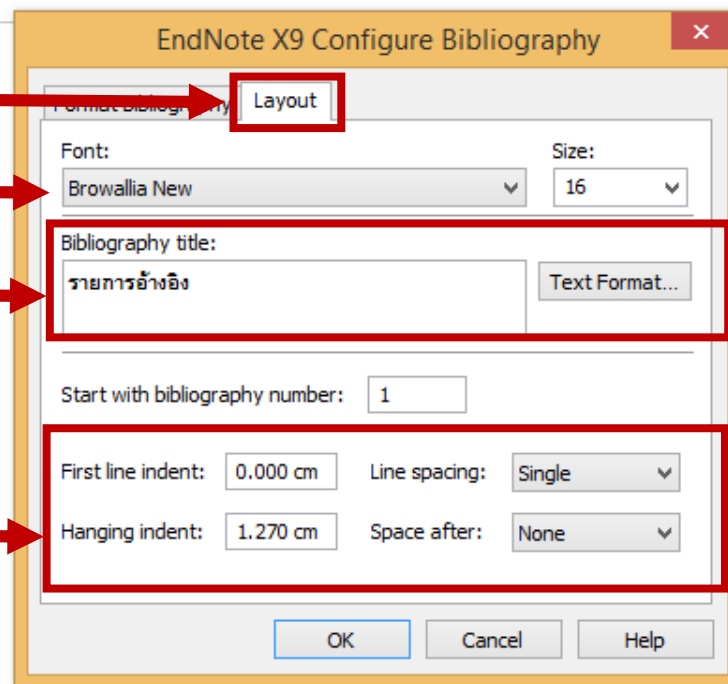 EndNote X9 Configure Bibliography
Format Bibliography Layout
Font: Size:
Browallia New 16
Bibliography title:
รายการอ้างอิง Text Format...
Start with bibliography number: 1
First line indent: 0.000 cm Line spacing: Single
Hanging indent: 1.270 cm Space after: None
OK Cancel Help